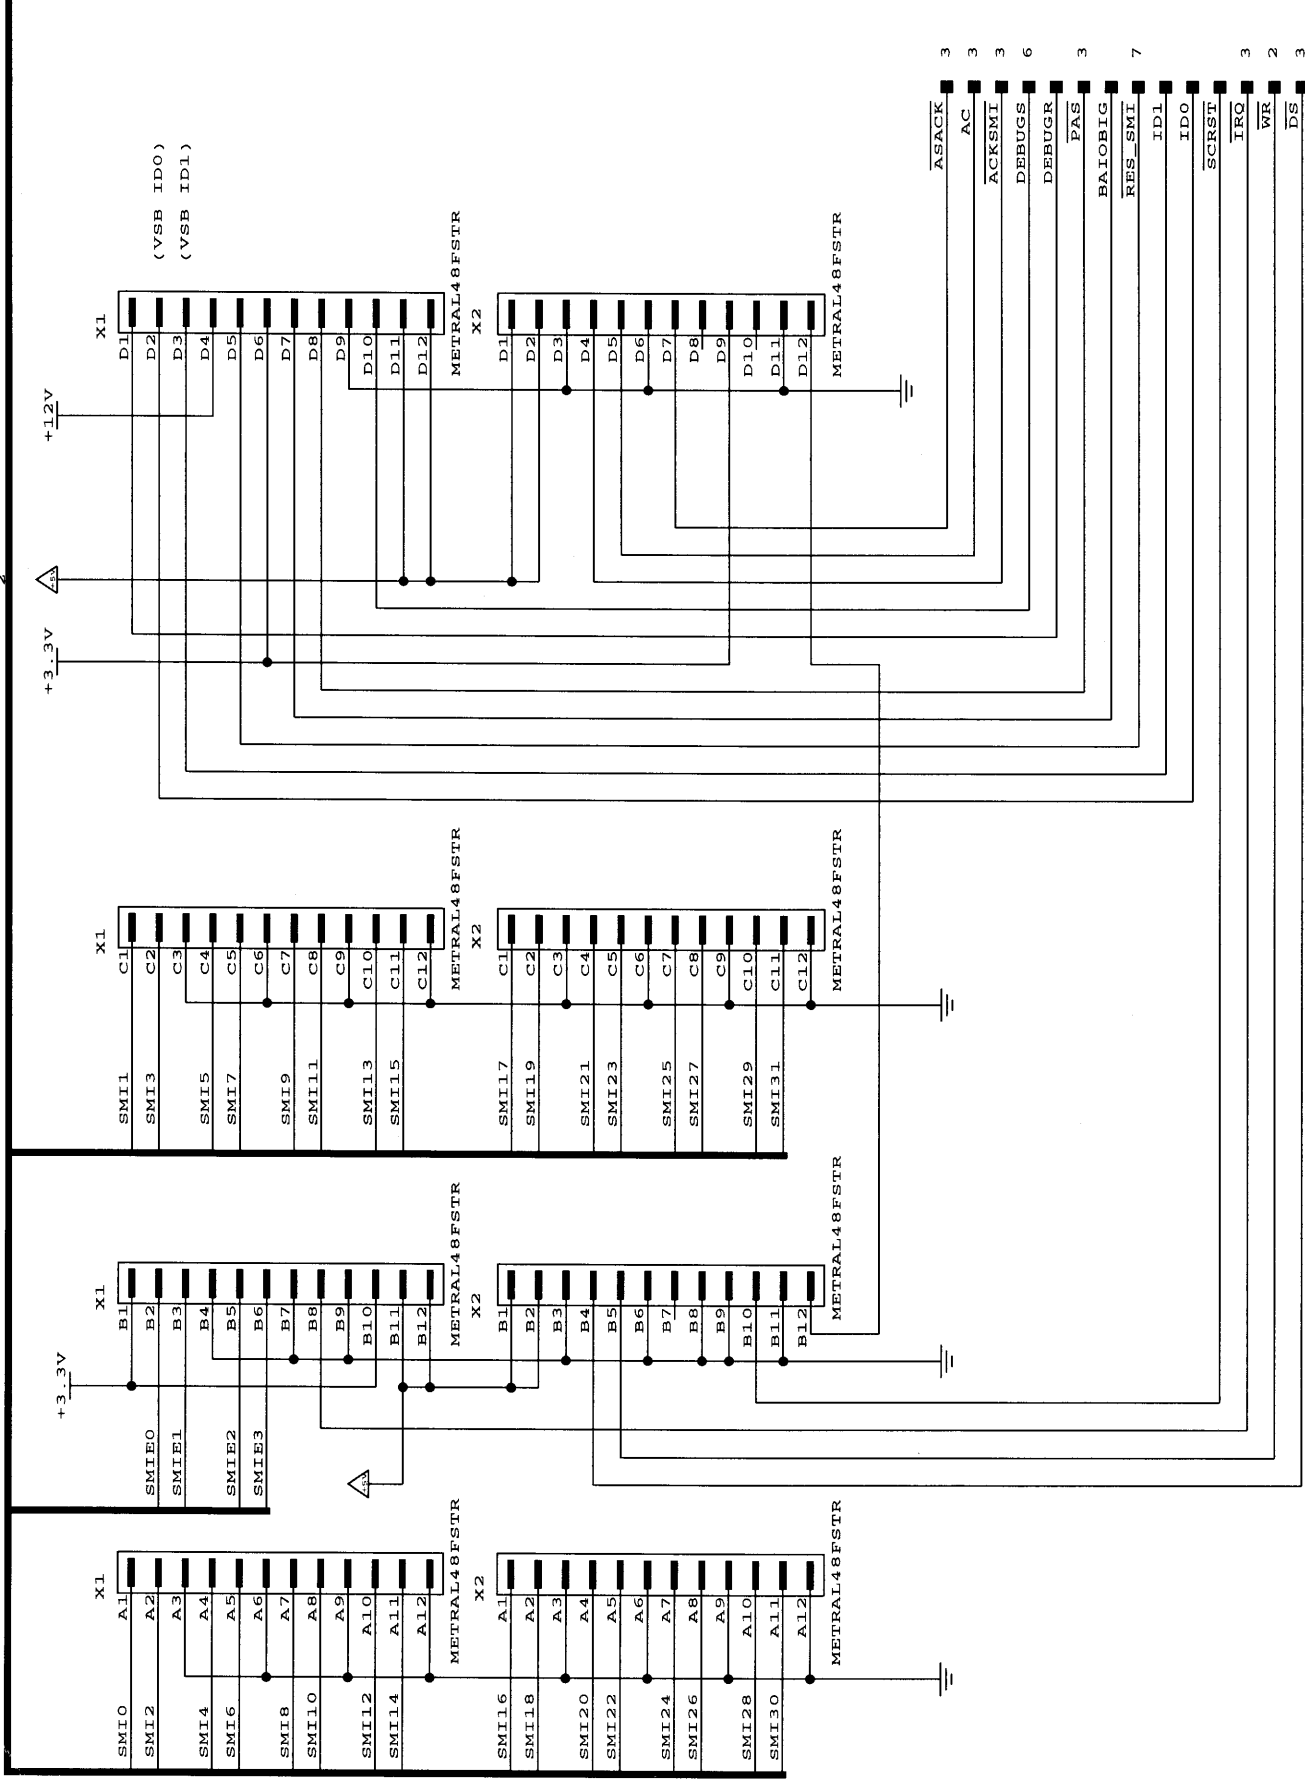 +12V
+5V
+3.3V
X1
D1
D2
D3
D4
D5
D6
D7
D8
D9
D10
D11
D12
(VSB ID0)
(VSB ID1)
METRAL48FSTR
X2
D1
D2
D3
D4
D5
D6
D7
D8
D9
D10
D11
D12
METRAL48FSTR
3
3
3
6
3
7
3
2
3
ASACK
AC
ACKSMI
DEBUGS
DEBUGR
PAS
BAIOBIG
RES_SMI
ID1
ID0
SCRST
IRQ
WR
DS
X1
C1
C2
C3
C4
C5
C6
C7
C8
C9
C10
C11
C12
METRAL48FSTR
SMI1
SMI3
SMI5
SMI7
SMI9
SMI11
SMI13
SMI15
X2
C1
C2
C3
C4
C5
C6
C7
C8
C9
C10
C11
C12
METRAL48FSTR
SMI17
SMI19
SMI21
SMI23
SMI25
SMI27
SMI29
SMI31
+3.3V
+5V
X1
B1
B2
B3
B4
B5
B6
B7
B8
B9
B10
B11
B12
METRAL48FSTR
SMIE0
SMIE1
SMIE2
SMIE3
X2
B1
B2
B3
B4
B5
B6
B7
B8
B9
B10
B11
B12
METRAL48FSTR
X1
A1
A2
A3
A4
A5
A6
A7
A8
A9
A10
A11
A12
METRAL48FSTR
SMI0
SMI2
SMI4
SMI6
SMI8
SMI10
SMI12
SMI14
X2
A1
A2
A3
A4
A5
A6
A7
A8
A9
A10
A11
A12
METRAL48FSTR
SMI16
SMI18
SMI20
SMI22
SMI24
SMI26
SMI28
SMI30